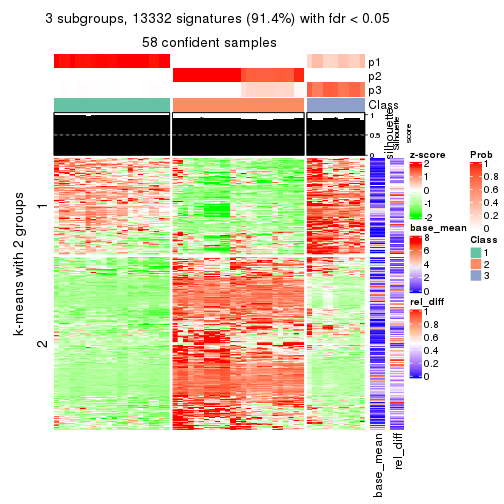 3 subgroups, 13332 signatures (91.4%) with fdr < 0.05
58 confident samples
p1
p2
p3
Class
1
0.5
0
silhouette
Silhouette
score
k-means with 2 groups
1
2
base_mean
rel_diff
z-score
2
1
0
-1
-2
base_mean
8
6
4
2
0
rel_diff
1
0.8
0.6
0.4
0.2
0
Prob
1
0.8
0.6
0.4
0.2
0
Class
1
2
3